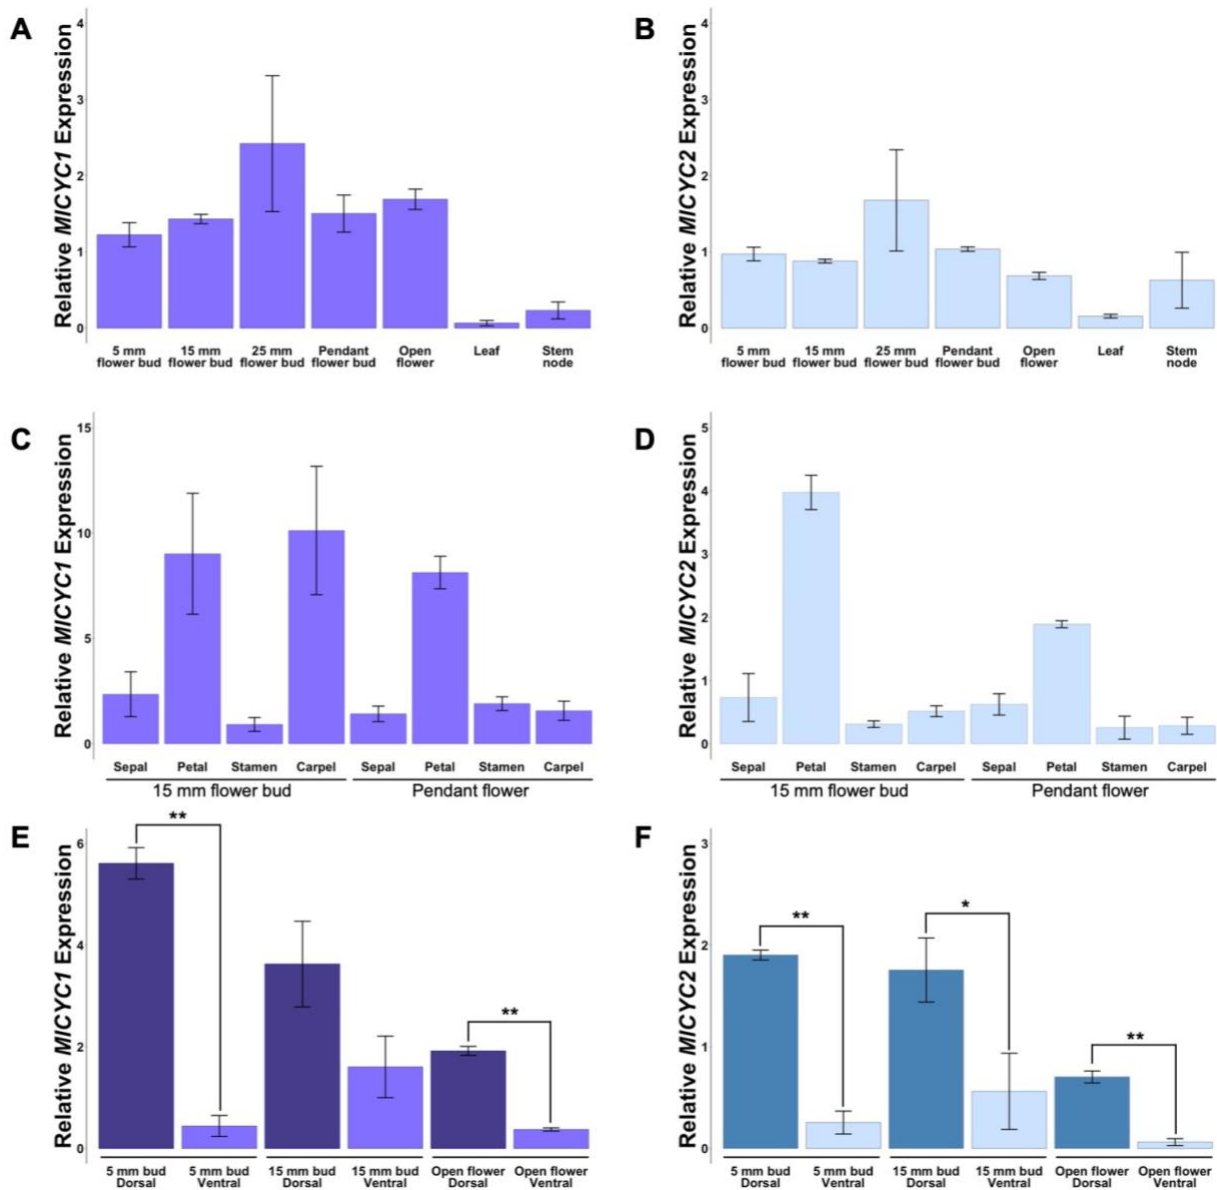 A
Relative MlCYC1 Expression
4
3
2
1
0
5 mm flower bud
15 mm flower bud
25 mm flower bud
Pendant flower bud
Open flower
Leaf
Stem node
B
Relative MlCYC2 Expression
4
3
2
1
0
5 mm flower bud
15 mm flower bud
25 mm flower bud
Pendant flower bud
Open flower
Leaf
Stem node
C
Relative MlCYC1 Expression
15
10
5
0
Sepal
Petal
Stamen
Carpel
Sepal
Petal
Stamen
Carpel
15 mm flower bud
Pendant flower
D
Relative MlCYC2 Expression
5
4
3
2
1
0
Sepal
Petal
Stamen
Carpel
Sepal
Petal
Stamen
Carpel
15 mm flower bud
Pendant flower
E
Relative MlCYC1 Expression
6
4
2
0
**
**
5 mm bud Dorsal
5 mm bud Ventral
15 mm bud Dorsal
15 mm bud Ventral
Open flower Dorsal
Open flower Ventral
F
Relative MlCYC2 Expression
3
2
1
0
**
*
**
5 mm bud Dorsal
5 mm bud Ventral
15 mm bud Dorsal
15 mm bud Ventral
Open flower Dorsal
Open flower Ventral